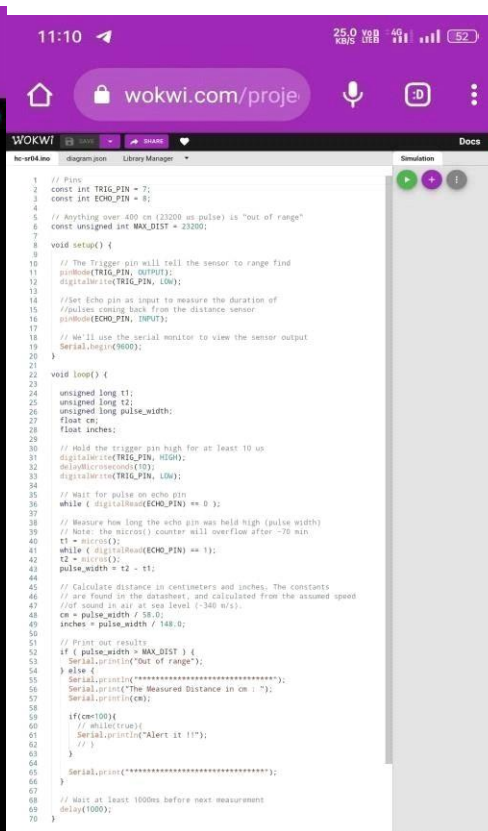 11:10
25.0 KB/S VoD LTE 4G 52
wokwi.com/proje
:D
WOKWI SAVE SHARE Docs
hc-sr04.ino diagram.json Library Manager Simulation
1 // Pins
2 const int TRIG_PIN = 7;
3 const int ECHO_PIN = 8;
4
5 // Anything over 400 cm (23200 us pulse) is "out of range"
6 const unsigned int MAX_DIST = 23200;
7
8 void setup() {
9
10 // The Trigger pin will tell the sensor to range find
11 pinMode(TRIG_PIN, OUTPUT);
12 digitalWrite(TRIG_PIN, LOW);
13
14 //Set Echo pin as input to measure the duration of
15 //pulses coming back from the distance sensor
16 pinMode(ECHO_PIN, INPUT);
17
18 // We'll use the serial monitor to view the sensor output
19 Serial.begin(9600);
20 }
21
22 void loop() {
23
24 unsigned long t1;
25 unsigned long t2;
26 unsigned long pulse_width;
27 float cm;
28 float inches;
29
30 // Hold the trigger pin high for at least 10 us
31 digitalWrite(TRIG_PIN, HIGH);
32 delayMicroseconds(10);
33 digitalWrite(TRIG_PIN, LOW);
34
35 // Wait for pulse on echo pin
36 while ( digitalRead(ECHO_PIN) == 0 );
37
38 // Measure how long the echo pin was held high (pulse width)
39 // Note: the micros() counter will overflow after ~70 min
40 t1 = micros();
41 while ( digitalRead(ECHO_PIN) == 1);
42 t2 = micros();
43 pulse_width = t2 - t1;
44
45 // Calculate distance in centimeters and inches. The constants
46 // are found in the datasheet, and calculated from the assumed speed
47 //of sound in air at sea level (~340 m/s).
48 cm = pulse_width / 58.0;
49 inches = pulse_width / 148.0;
50
51 // Print out results
52 if ( pulse_width > MAX_DIST ) {
53 Serial.println("Out of range");
54 } else {
55 Serial.println("********************************");
56 Serial.print("The Measured Distance in cm : ");
57 Serial.println(cm);
58
59 if(cm<100){
60 // while(true){
61 Serial.println("Alert it !!");
62 // }
63 }
64
65 Serial.print("********************************");
66 }
67
68 // Wait at least 1000ms before next measurement
69 delay(1000);
70 }